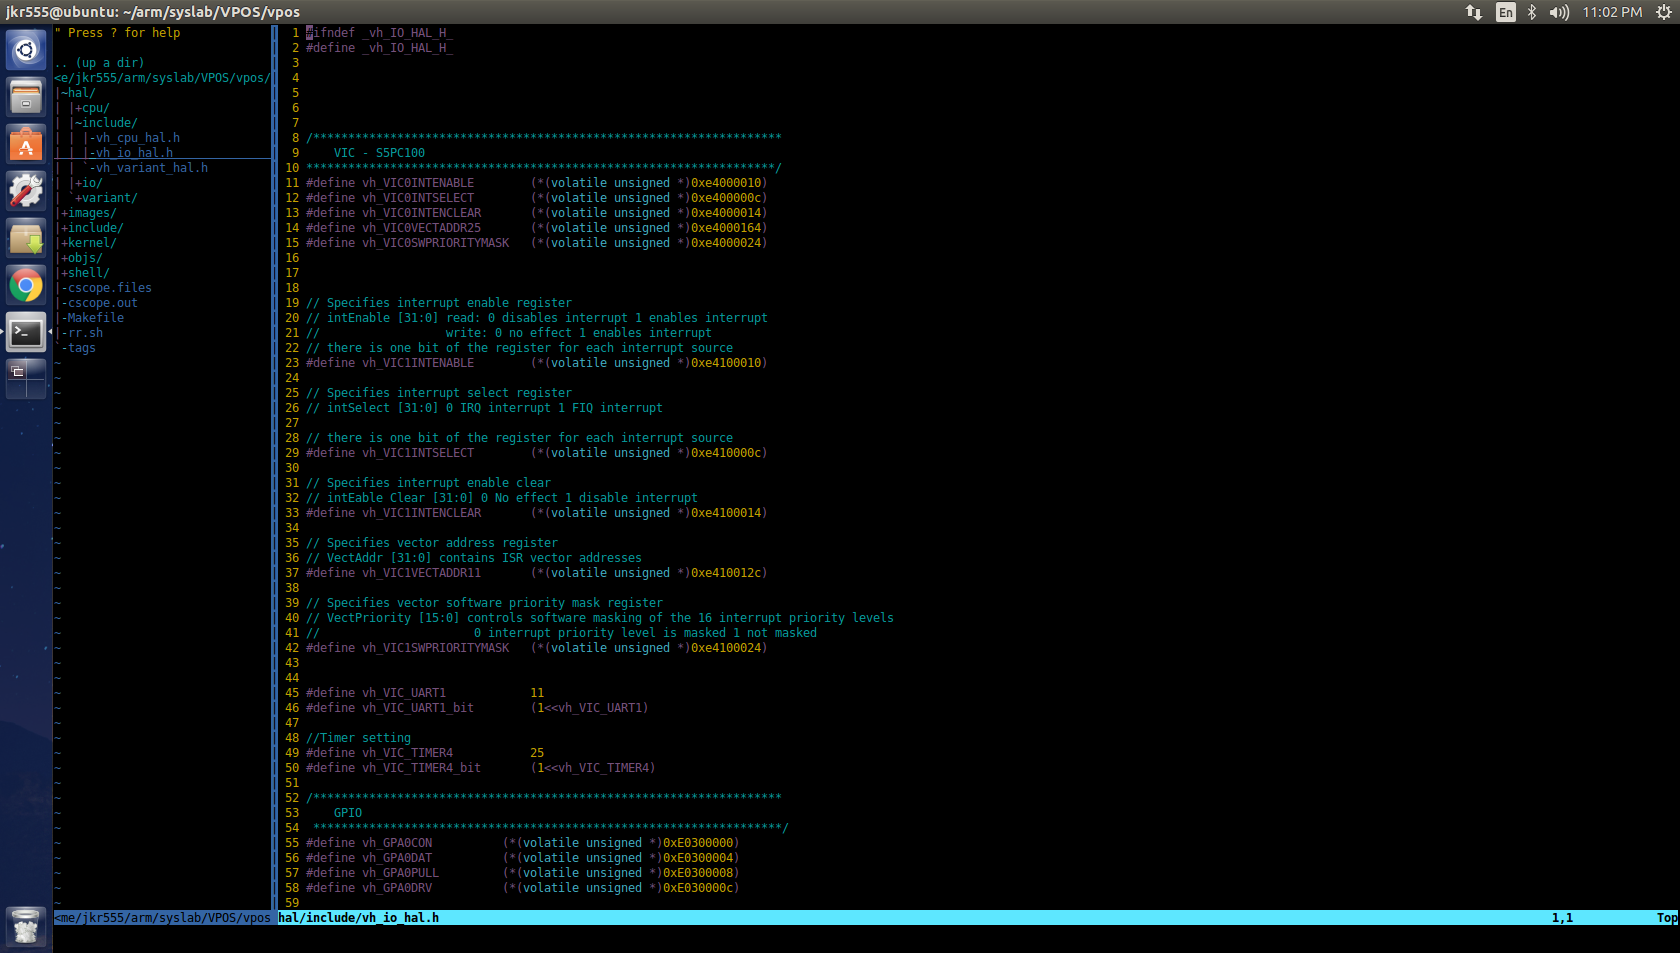 jkr555@ubuntu: ~/arm/syslab/VPOS/vpos
En 11:02 PM
" Press ? for help
.. (up a dir)
<e/jkr555/arm/syslab/VPOS/vpos/
|~hal/
| |+cpu/
| |~include/
| | |-vh_cpu_hal.h
| | |-vh_io_hal.h
| | `-vh_variant_hal.h
| |+io/
| `+variant/
|+images/
|+include/
|+kernel/
|+objs/
|+shell/
|-cscope.files
|-cscope.out
|-Makefile
|-rr.sh
`-tags
<me/jkr555/arm/syslab/VPOS/vpos
1 #ifndef _vh_IO_HAL_H_
2 #define _vh_IO_HAL_H_
3
4
5
6
7
8 /*******************************************************************
9     VIC - S5PC100
10 *******************************************************************/
11 #define vh_VIC0INTENABLE        (*(volatile unsigned *)0xe4000010)
12 #define vh_VIC0INTSELECT        (*(volatile unsigned *)0xe400000c)
13 #define vh_VIC0INTENCLEAR       (*(volatile unsigned *)0xe4000014)
14 #define vh_VIC0VECTADDR25       (*(volatile unsigned *)0xe4000164)
15 #define vh_VIC0SWPRIORITYMASK   (*(volatile unsigned *)0xe4000024)
16
17
18
19 // Specifies interrupt enable register
20 // intEnable [31:0] read: 0 disables interrupt 1 enables interrupt
21 //                  write: 0 no effect 1 enables interrupt
22 // there is one bit of the register for each interrupt source
23 #define vh_VIC1INTENABLE        (*(volatile unsigned *)0xe4100010)
24
25 // Specifies interrupt select register
26 // intSelect [31:0] 0 IRQ interrupt 1 FIQ interrupt
27
28 // there is one bit of the register for each interrupt source
29 #define vh_VIC1INTSELECT        (*(volatile unsigned *)0xe410000c)
30
31 // Specifies interrupt enable clear
32 // intEable Clear [31:0] 0 No effect 1 disable interrupt
33 #define vh_VIC1INTENCLEAR       (*(volatile unsigned *)0xe4100014)
34
35 // Specifies vector address register
36 // VectAddr [31:0] contains ISR vector addresses
37 #define vh_VIC1VECTADDR11       (*(volatile unsigned *)0xe410012c)
38
39 // Specifies vector software priority mask register
40 // VectPriority [15:0] controls software masking of the 16 interrupt priority levels
41 //                      0 interrupt priority level is masked 1 not masked
42 #define vh_VIC1SWPRIORITYMASK   (*(volatile unsigned *)0xe4100024)
43
44
45 #define vh_VIC_UART1            11
46 #define vh_VIC_UART1_bit        (1<<vh_VIC_UART1)
47
48 //Timer setting
49 #define vh_VIC_TIMER4           25
50 #define vh_VIC_TIMER4_bit       (1<<vh_VIC_TIMER4)
51
52 /*******************************************************************
53     GPIO
54  *******************************************************************/
55 #define vh_GPA0CON          (*(volatile unsigned *)0xE0300000)
56 #define vh_GPA0DAT          (*(volatile unsigned *)0xE0300004)
57 #define vh_GPA0PULL         (*(volatile unsigned *)0xE0300008)
58 #define vh_GPA0DRV          (*(volatile unsigned *)0xE030000c)
59
hal/include/vh_io_hal.h 1,1 Top